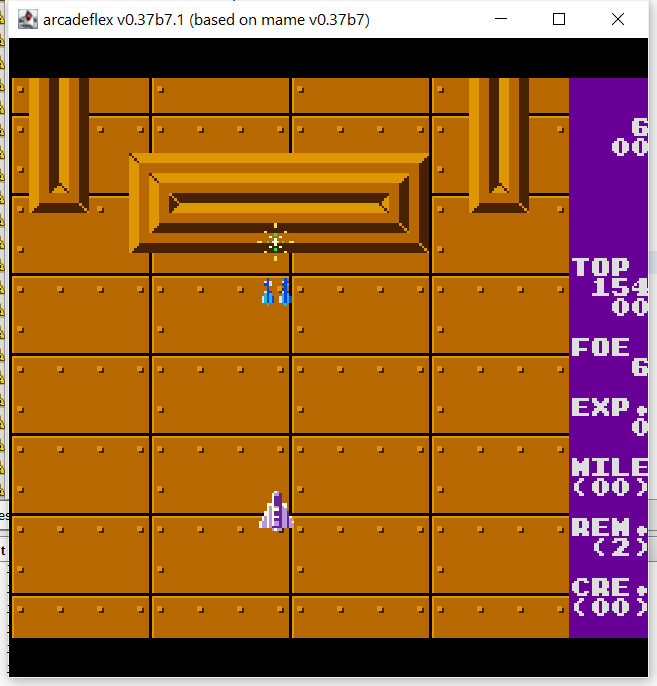 arcadeflex v0.37b7.1 (based on mame v0.37b7)
6
00
TOP
154
00
FOE
6
EXP.
0
MILE
(00)
REM.
(2)
CRE.
(00)